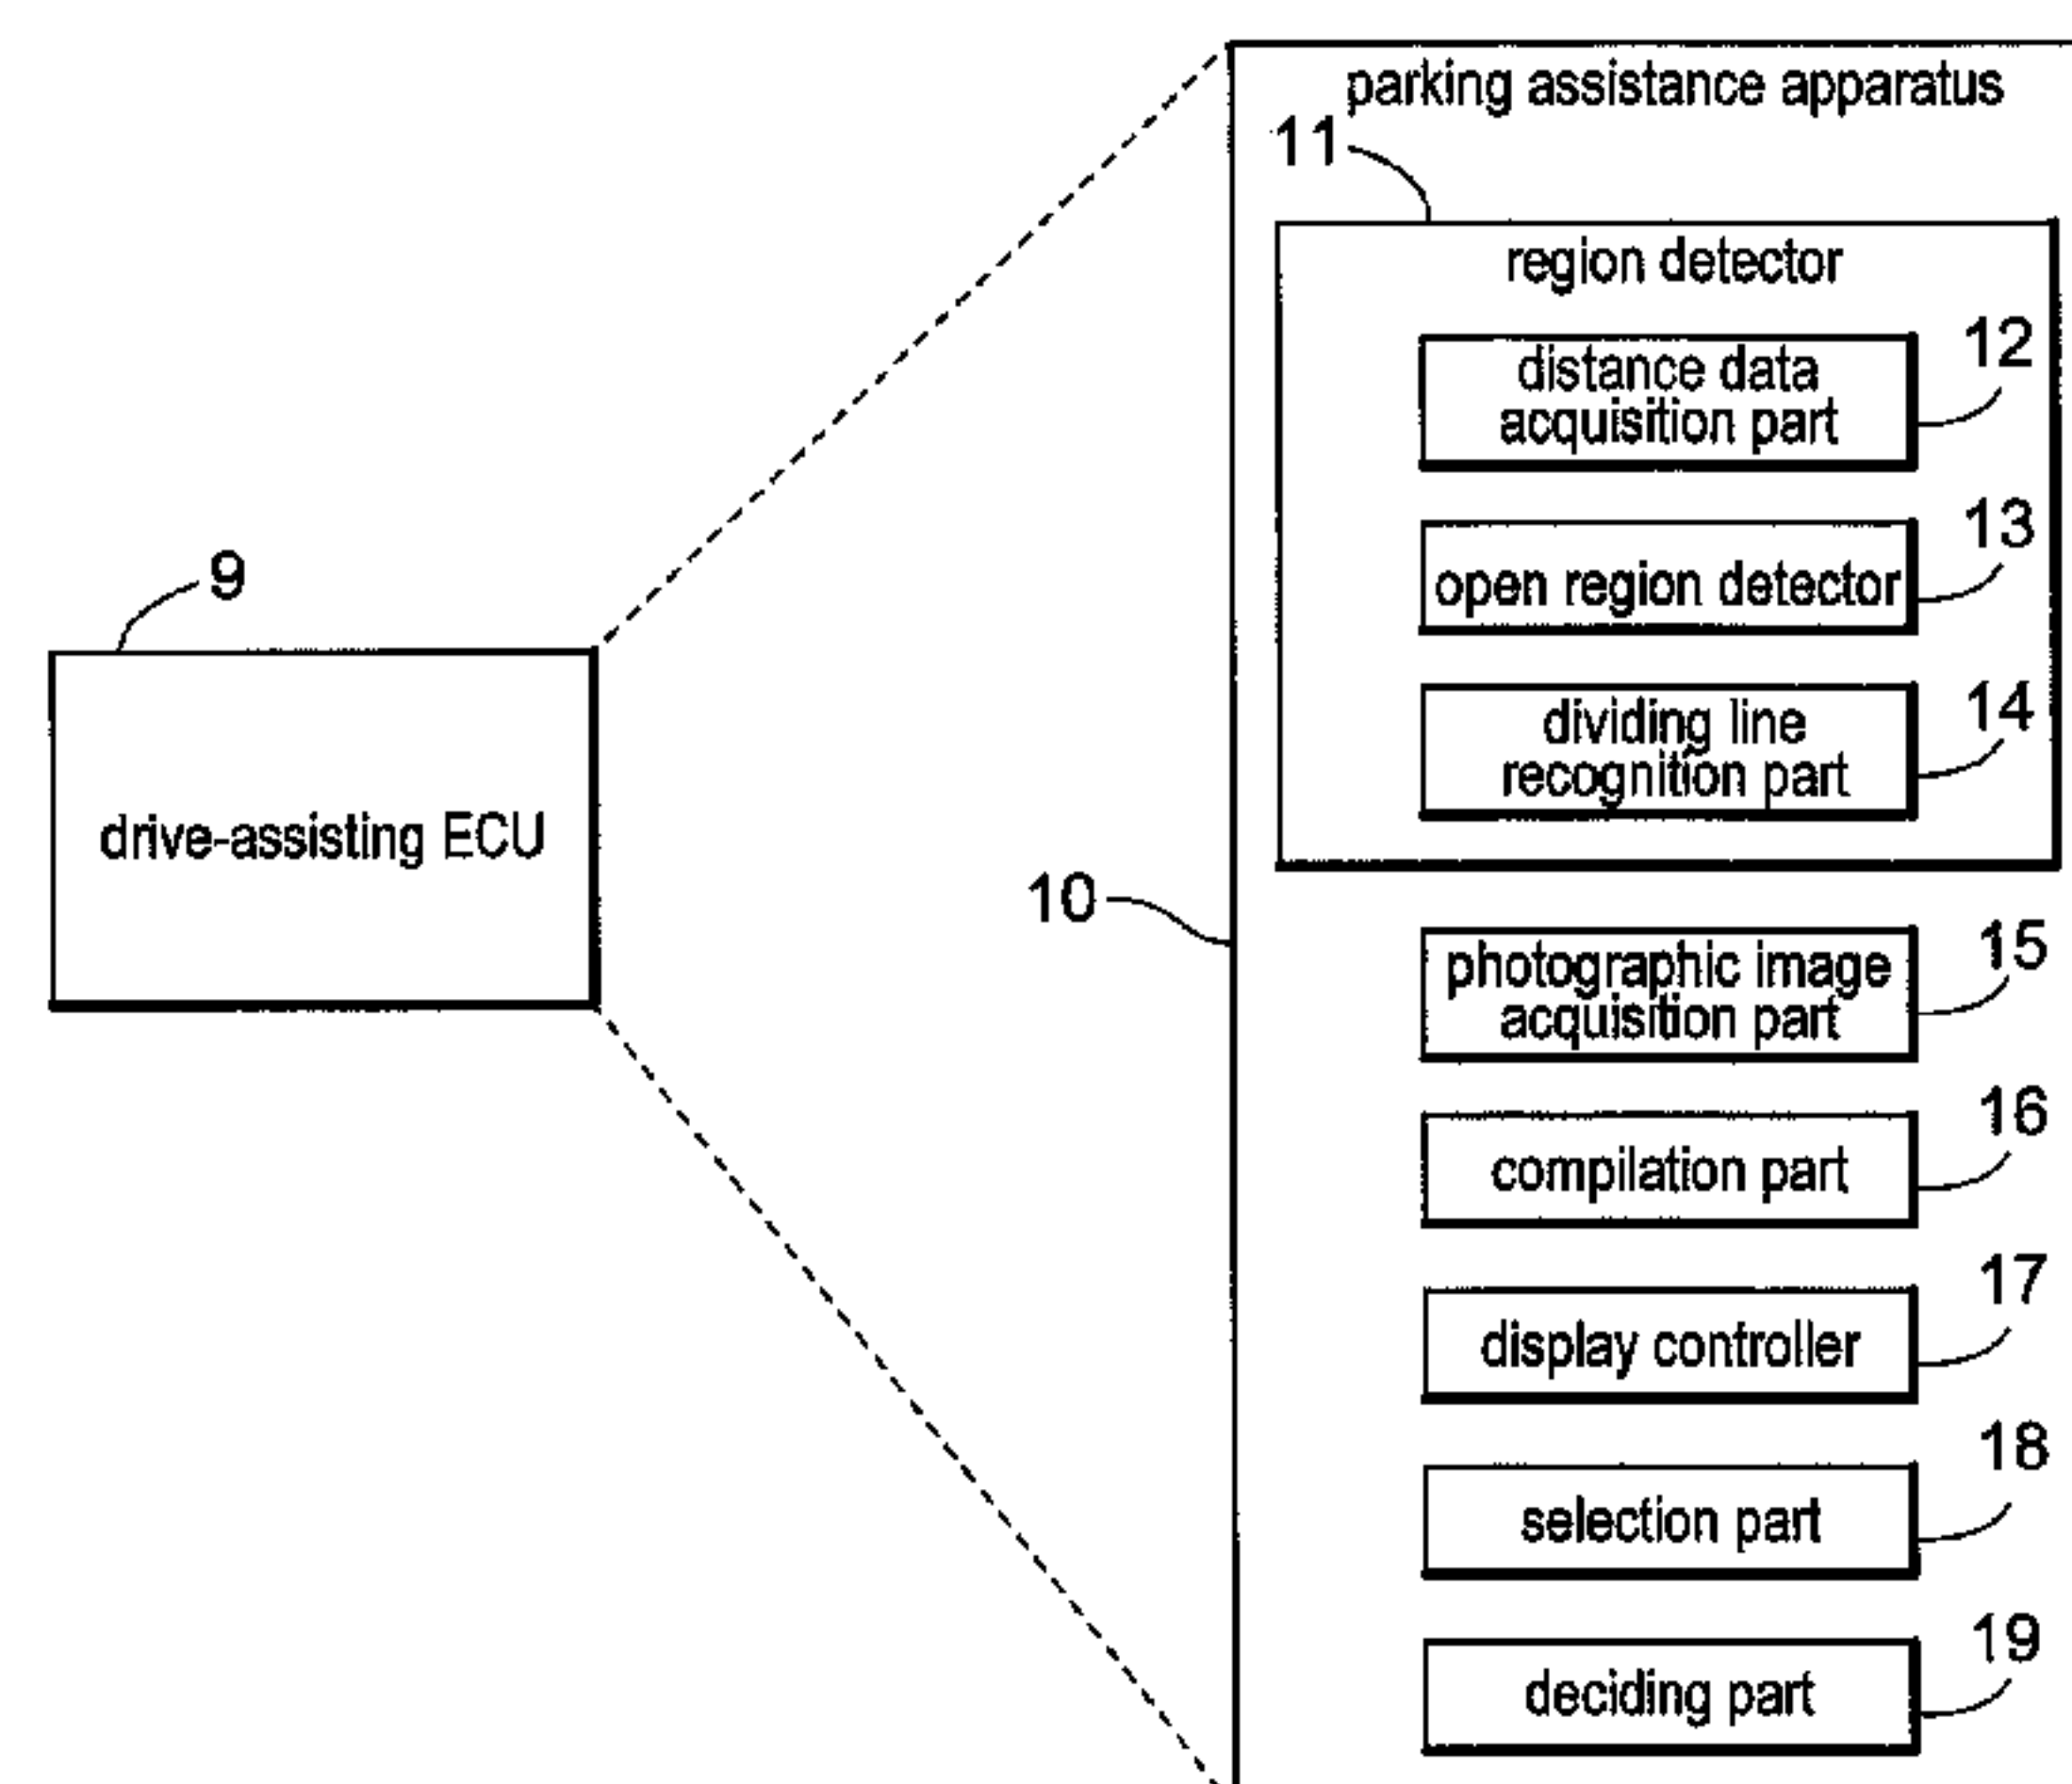 parking assistance apparatus
11
region detector
distance data
acquisition part
12
open region detector
13
dividing line
recognition part
14
9
drive-assisting ECU
10
photographic image
acquisition part
15
compilation part
16
display controller
17
selection part
18
deciding part
19